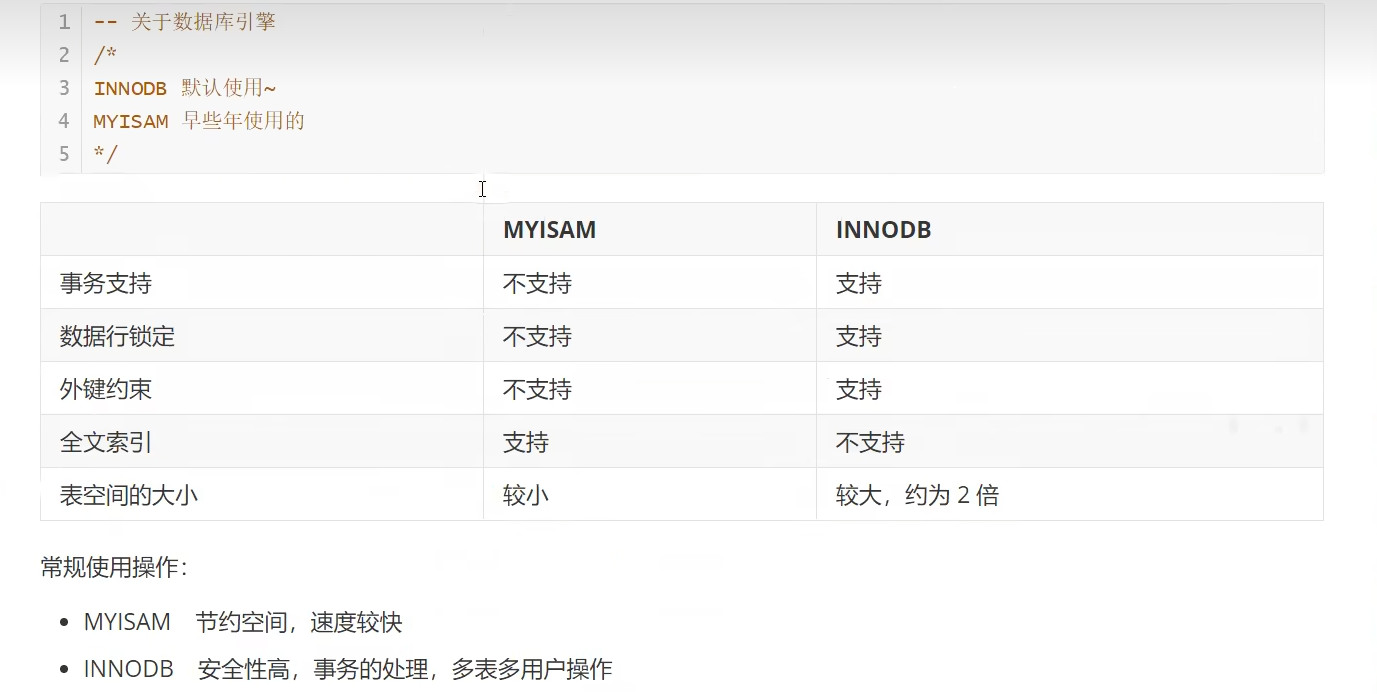 1 -- 关于数据库引擎
2 /*
3 INNODB 默认使用~
4 MYISAM 早些年使用的
5 */
MYISAM INNODB
事务支持 不支持 支持
数据行锁定 不支持 支持
外键约束 不支持 支持
全文索引 支持 不支持
表空间的大小 较小 较大，约为 2 倍
常规使用操作：
• MYISAM 节约空间，速度较快
• INNODB 安全性高，事务的处理，多表多用户操作